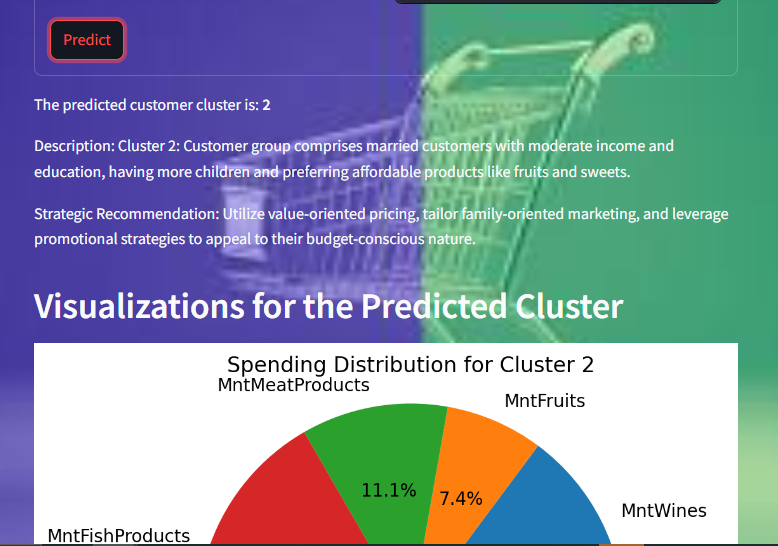 Predict
The predicted customer cluster is: 2
Description: Cluster 2: Customer group comprises married customers with moderate income and
education, having more children and preferring affordable products like fruits and sweets.
Strategic Recommendation: Utilize value-oriented pricing, tailor family-oriented marketing, and leverage
promotional strategies to appeal to their budget-conscious nature.
Visualizations for the Predicted Cluster
Spending Distribution for Cluster 2
MntMeatProducts
MntFruits
11.1%
7.4%
MntWines
MntFishProducts